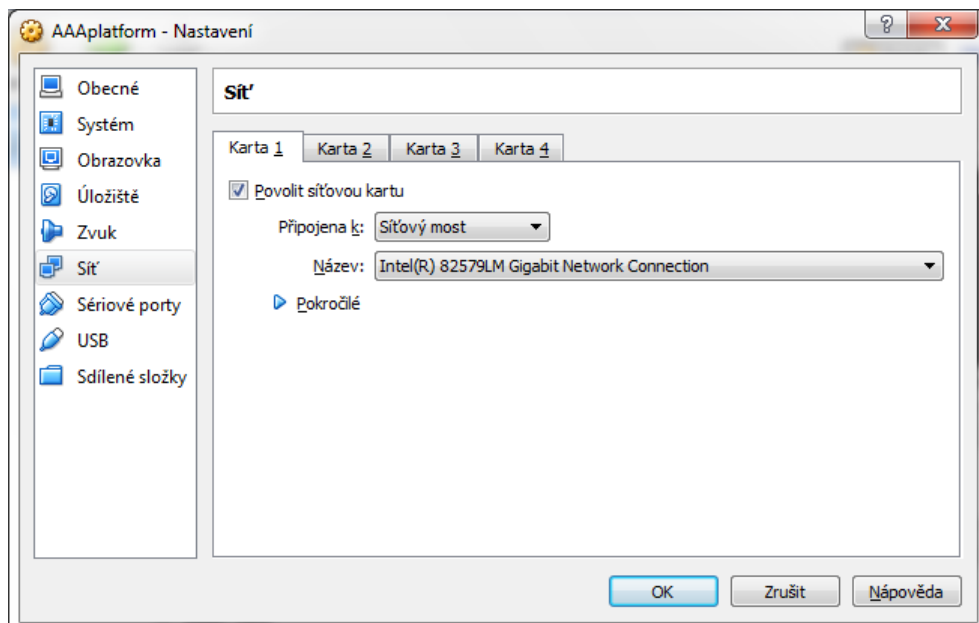 AAAplatform - Nastavení
Obecné
Systém
Obrazovka
Úložiště
Zvuk
Síť
Sériové porty
USB
Sdílené složky
Síť
Karta 1 Karta 2 Karta 3 Karta 4
Povolit síťovou kartu
Připojena k: Síťový most
Název: Intel(R) 82579LM Gigabit Network Connection
Pokročilé
OK Zrušit Nápověda